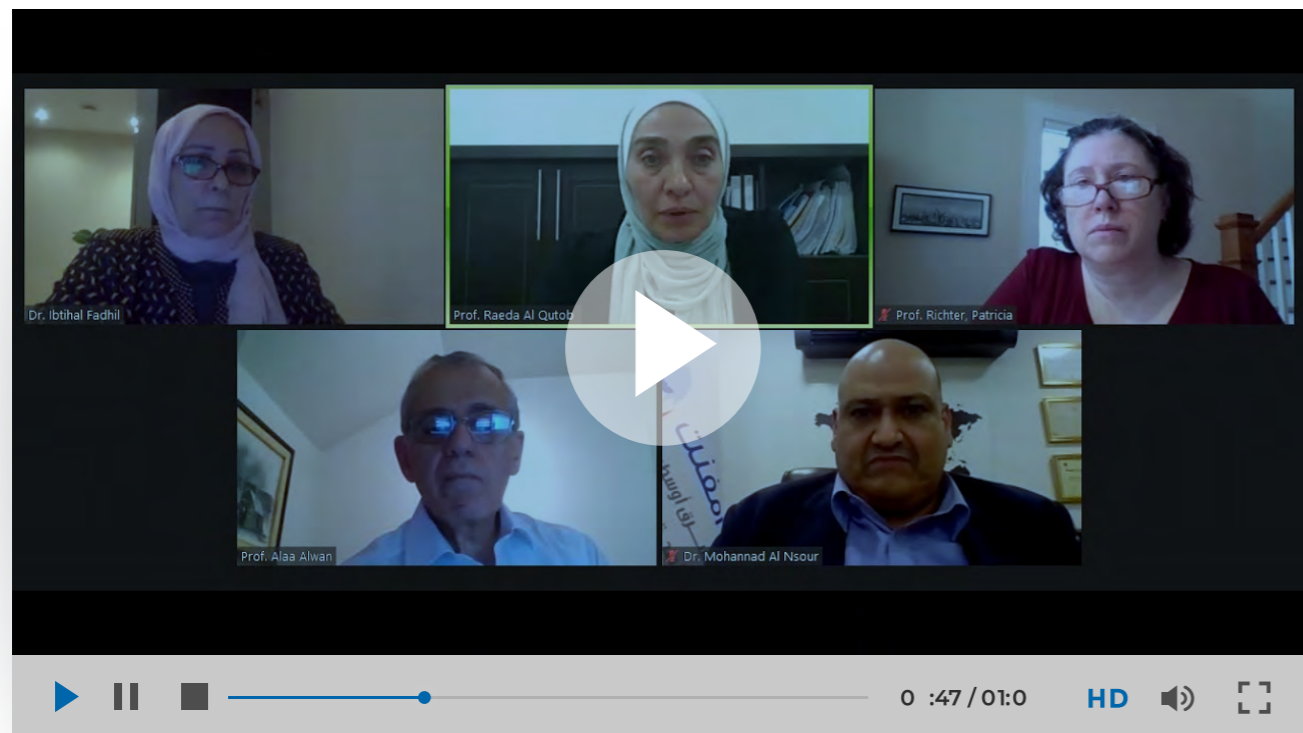 Dr. Ibtihal Fadhil
Prof. Raeda Al Qutob
Prof. Richter, Patricia
امفنت
Prof. Alaa Alwan
Dr. Mohannad Al Nsour
0 :47 / 01:0
HD